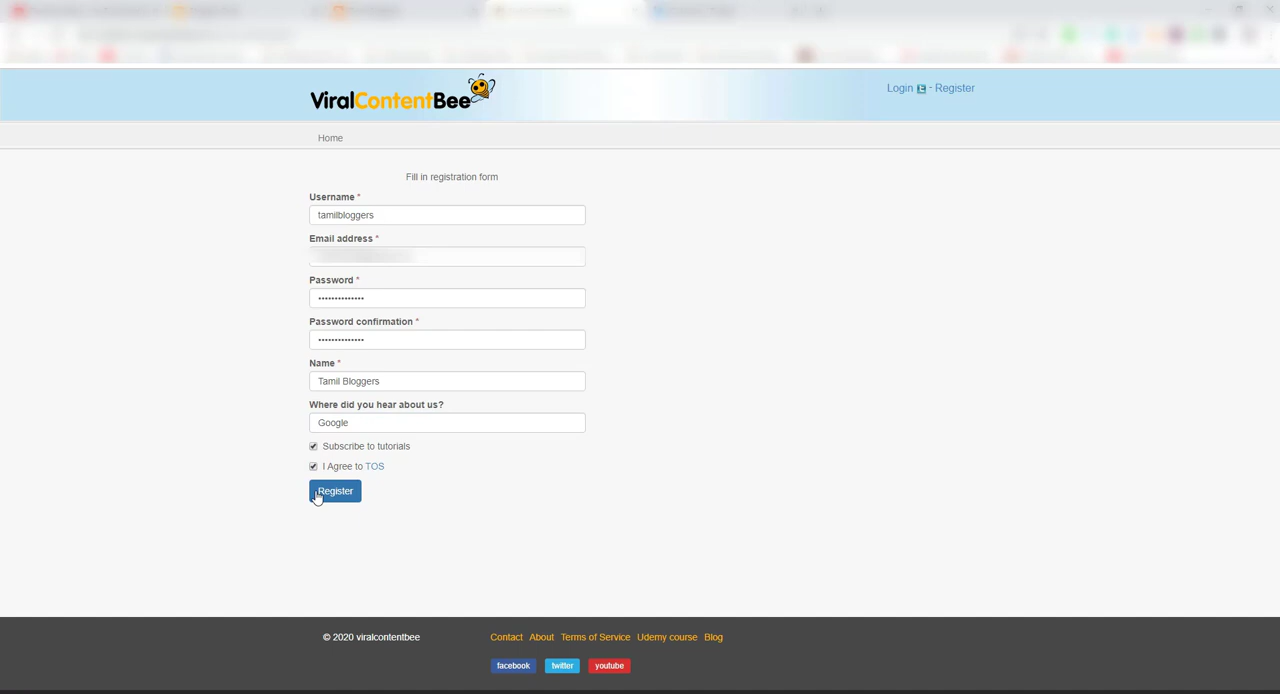 ViralContentBee
Login - Register
Home
Fill in registration form
Username *
tamilbloggers
Email address *
Password *
••••••••••••••
Password confirmation *
••••••••••••••
Name *
Tamil Bloggers
Where did you hear about us?
Google
Subscribe to tutorials
I Agree to TOS
Register
© 2020 viralcontentbee
Contact About Terms of Service Udemy course Blog
facebook twitter youtube